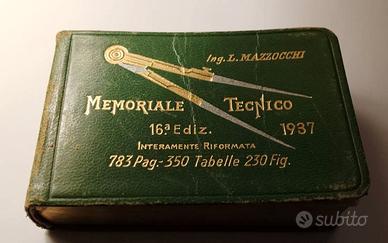 Ing. L. MAZZOCCHI
MEMORIALE TECNICO
16ª Ediz. 1937
INTERAMENTE RIFORMATA
783 Pag.-350 Tabelle 230 Fig.
subito